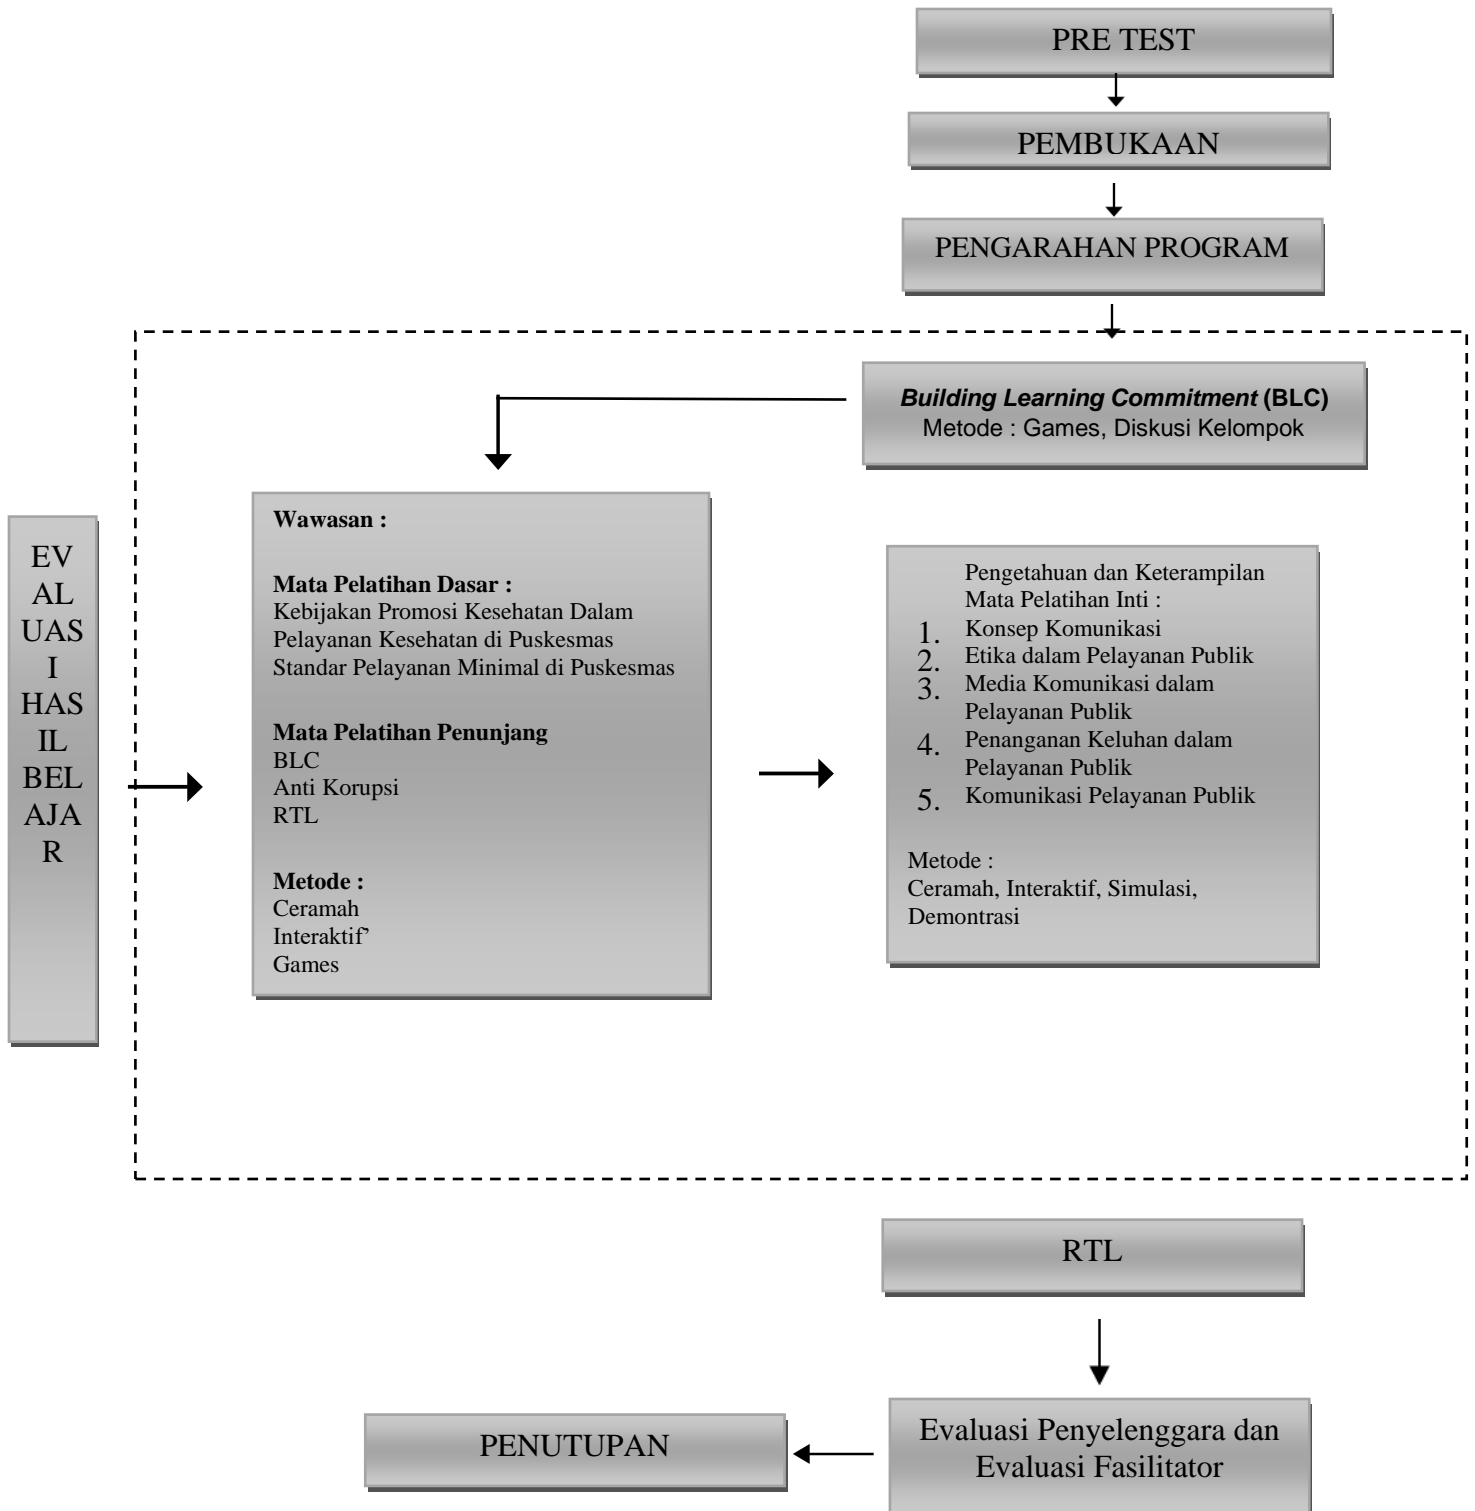 PRE TEST
PEMBUKAAN
PENGARAHAN PROGRAM
Building Learning Commitment (BLC)
Metode : Games, Diskusi Kelompok
EV
AL
UAS
I
HAS
IL
BEL
AJA
R
Wawasan :
Mata Pelatihan Dasar :
Kebijakan Promosi Kesehatan Dalam
Pelayanan Kesehatan di Puskesmas
Standar Pelayanan Minimal di Puskesmas
Mata Pelatihan Penunjang
BLC
Anti Korupsi
RTL
Metode :
Ceramah
Interaktif’
Games
Pengetahuan dan Keterampilan
Mata Pelatihan Inti :
1. Konsep Komunikasi
2. Etika dalam Pelayanan Publik
3. Media Komunikasi dalam
Pelayanan Publik
4. Penanganan Keluhan dalam
Pelayanan Publik
5. Komunikasi Pelayanan Publik
Metode :
Ceramah, Interaktif, Simulasi,
Demontrasi
RTL
Evaluasi Penyelenggara dan
Evaluasi Fasilitator
PENUTUPAN